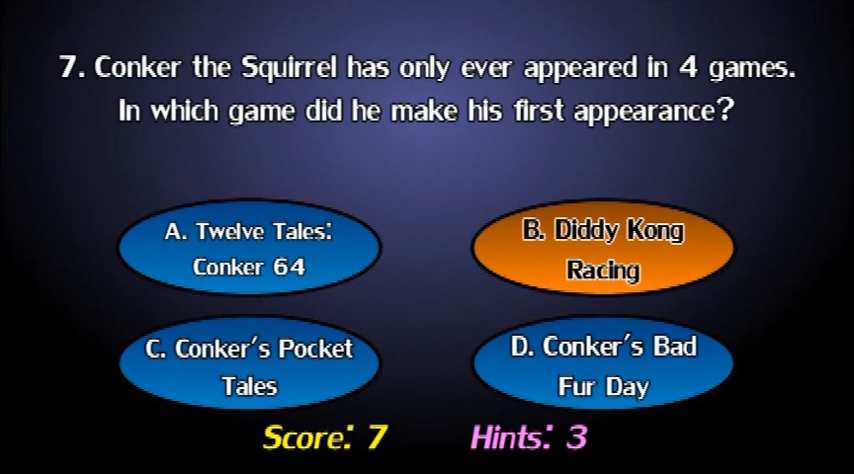 7. Conker the Squirrel has only ever appeared in 4 games.
In which game did he make his first appearance?
A. Twelve Tales:
Conker 64
B. Diddy Kong
Racing
C. Conker's Pocket
Tales
D. Conker's Bad
Fur Day
Score: 7
Hints: 3